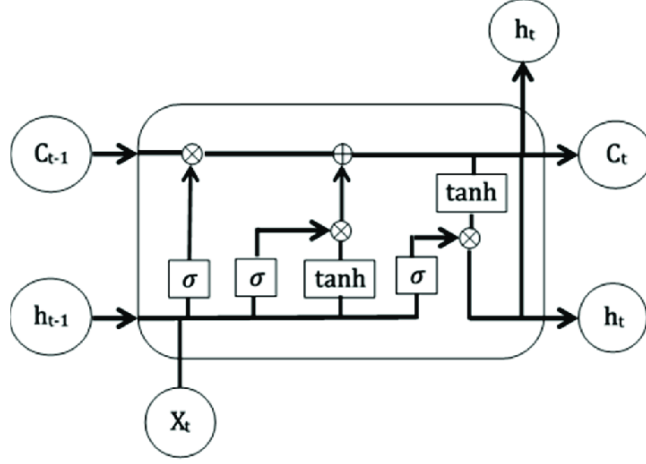 hₜ
Cₜ₋₁
Cₜ
tanh
σ
σ
tanh
σ
hₜ₋₁
hₜ
Xₜ